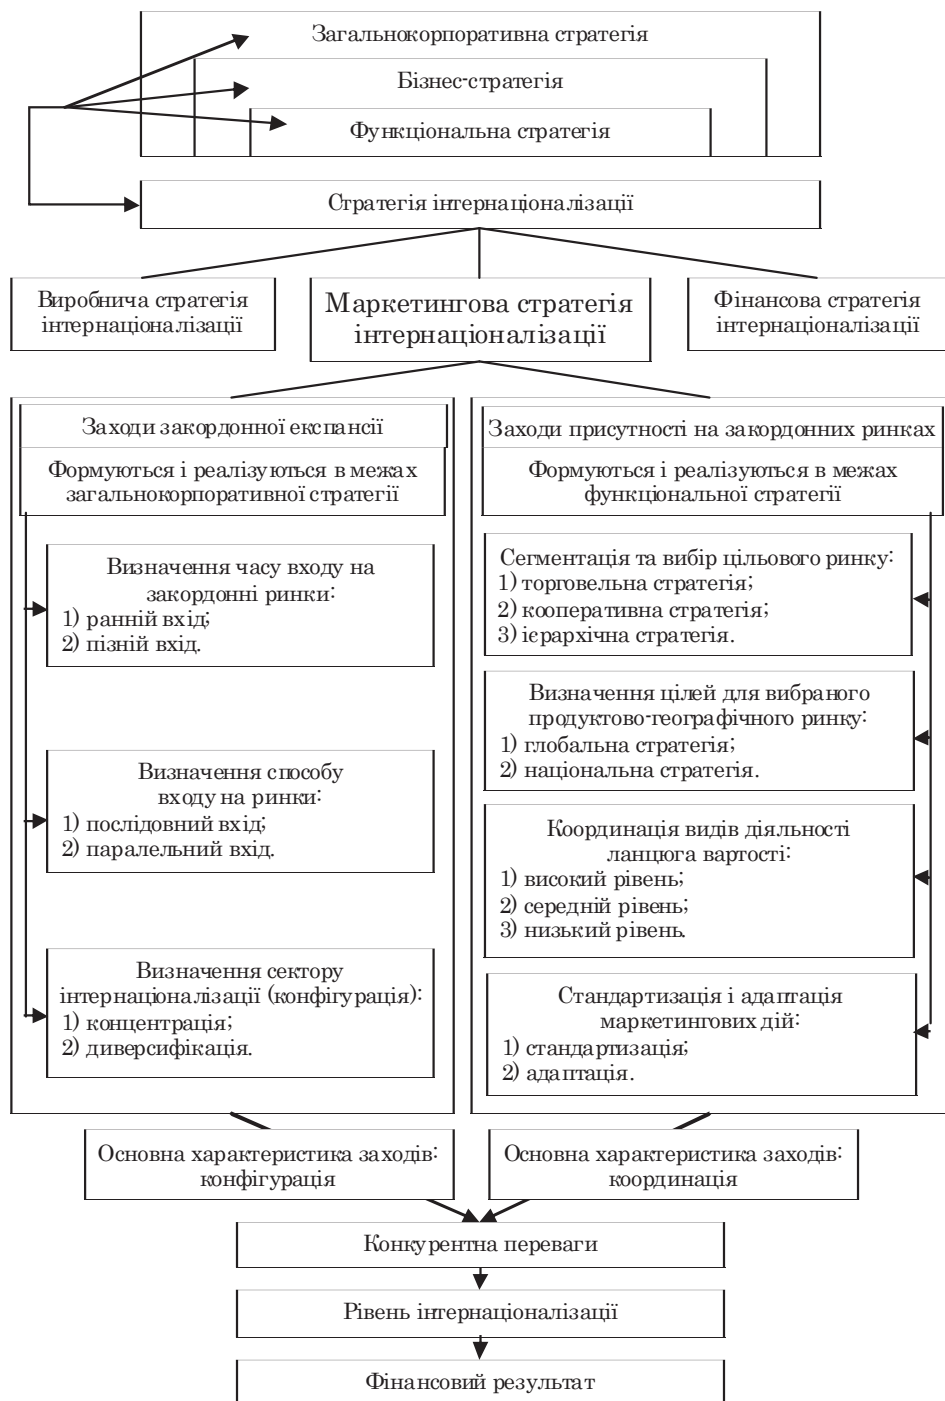 Загальнокорпоративна стратегія
Бізнес-стратегія
Функціональна стратегія
Стратегія інтернаціоналізації
Виробнича стратегія
інтернаціоналізації
Маркетингова стратегія
інтернаціоналізації
Фінансова стратегія
інтернаціоналізації
Заходи закордонної експансії
Формуються і реалізуються в межах
загальнокорпоративної стратегії
Визначення часу входу на
закордонні ринки:
1) ранній вхід;
2) пізній вхід.
Визначення способу
входу на ринки:
1) послідовний вхід;
2) паралельний вхід.
Визначення сектору
інтернаціоналізації (конфігурація):
1) концентрація;
2) диверсифікація.
Заходи присутності на закордонних ринках
Формуються і реалізуються в межах
функціональної стратегії
Сегментація та вибір цільового ринку:
1) торговельна стратегія;
2) кооперативна стратегія;
3) ієрархічна стратегія.
Визначення цілей для вибраного
продуктово-географічного ринку:
1) глобальна стратегія;
2) національна стратегія.
Координація видів діяльності
ланцюга вартості:
1) високий рівень;
2) середній рівень;
3) низький рівень.
Стандартизація і адаптація
маркетингових дій:
1) стандартизація;
2) адаптація.
Основна характеристика заходів:
конфігурація
Основна характеристика заходів:
координація
Конкурентна переваги
Рівень інтернаціоналізації
Фінансовий результат